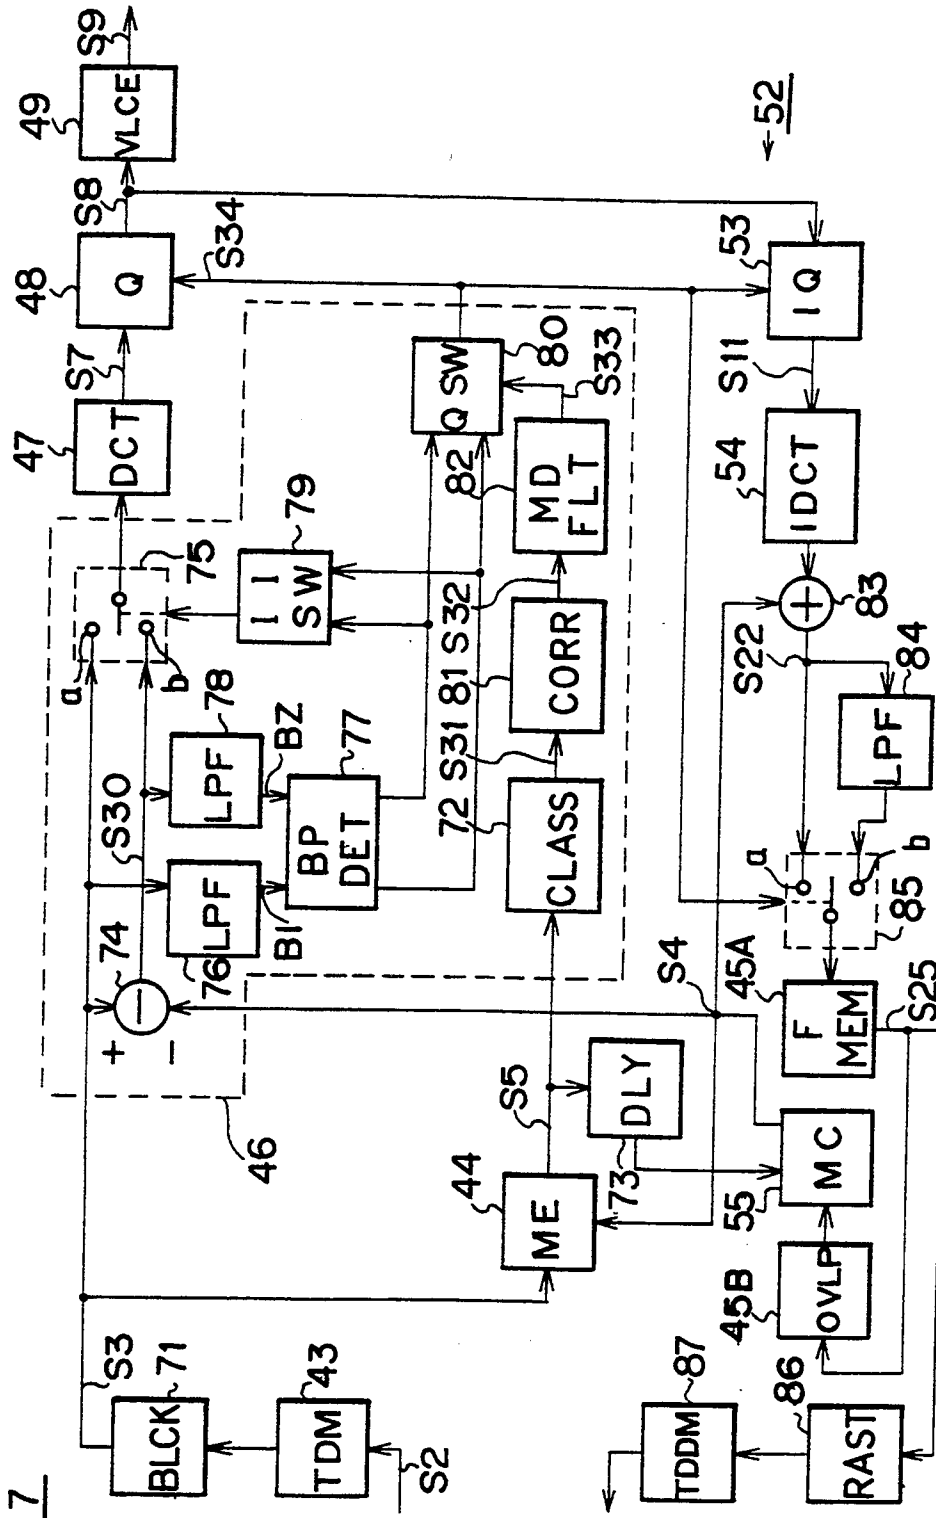 7
S3
BLCK
71
TDM
43
S2
46
+
−
−
74
S30
76
LPF
B1
LPF
78
BZ
BP
DET
77
a
b
75
I I
SW
79
47
DCT
S7
48
Q
S8
S34
49
VLCE
S9
44
ME
S5
DLY
73
72
CLASS
S31
81
CORR
S32
82
MD
FLT
S33
Q SW
80
S4
TDDM
87
RAST
86
45B
OVLP
55
MC
45A
F
MEM
S25
85
a
b
LPF
84
S22
+
83
54
IDCT
S11
IQ
53
52